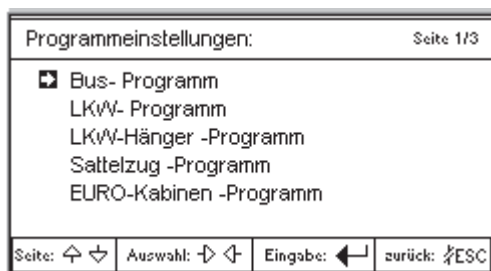 Programmeinstellungen: Seite 1/3
Bus- Programm
LKW- Programm
LKW-Hänger -Programm
Sattelzug -Programm
EURO-Kabinen -Programm
Seite: Auswahl: Eingabe: zurück: ESC